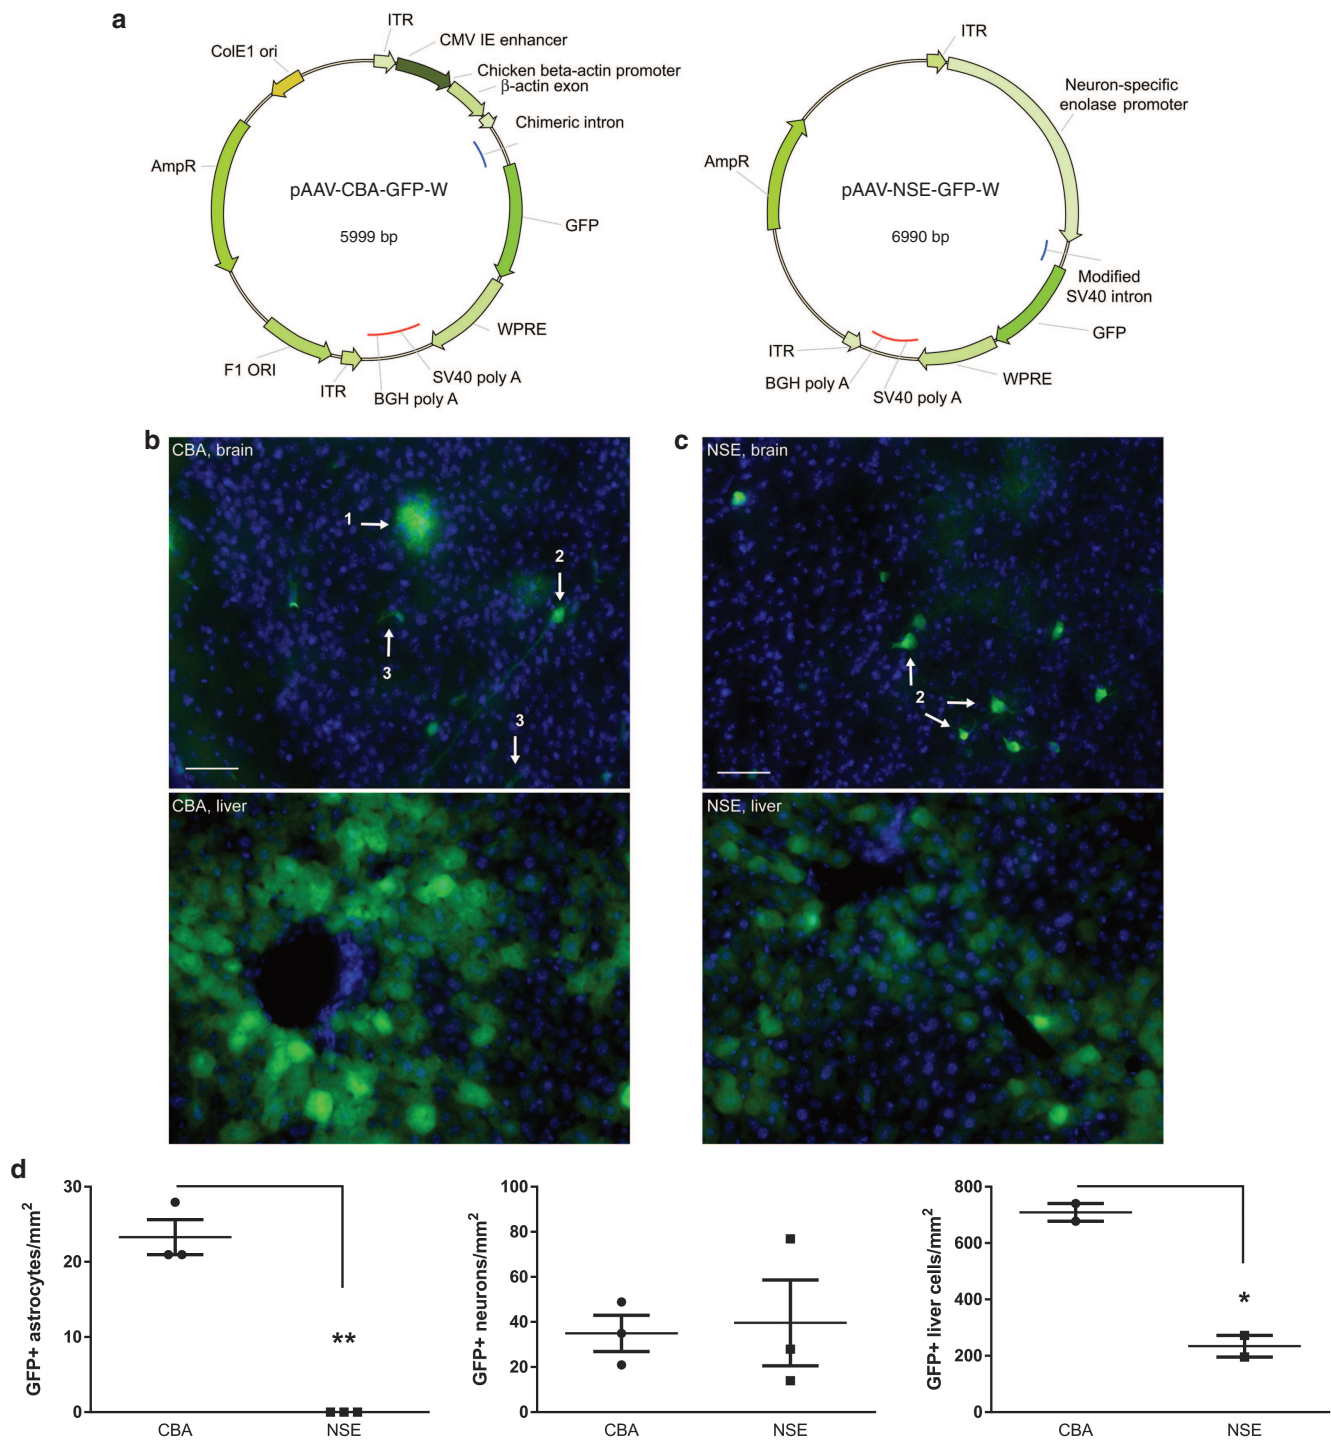 a
ITR
CMV IE enhancer
Chicken beta-actin promoter
β-actin exon
Chimeric intron
GFP
WPRE
SV40 poly A
BGH poly A
ITR
F1 ORI
AmpR
ColE1 ori
pAAV-CBA-GFP-W
5999 bp
ITR
Neuron-specific
enolase promoter
Modified
SV40 intron
GFP
WPRE
SV40 poly A
BGH poly A
ITR
AmpR
pAAV-NSE-GFP-W
6990 bp
b
CBA, brain
1
2
3
3
CBA, liver
c
NSE, brain
2
NSE, liver
d
GFP+ astrocytes/mm²
30
20
10
0
**
CBA
NSE
GFP+ neurons/mm²
100
80
60
40
20
0
CBA
NSE
GFP+ liver cells/mm²
800
600
400
200
0
*
CBA
NSE